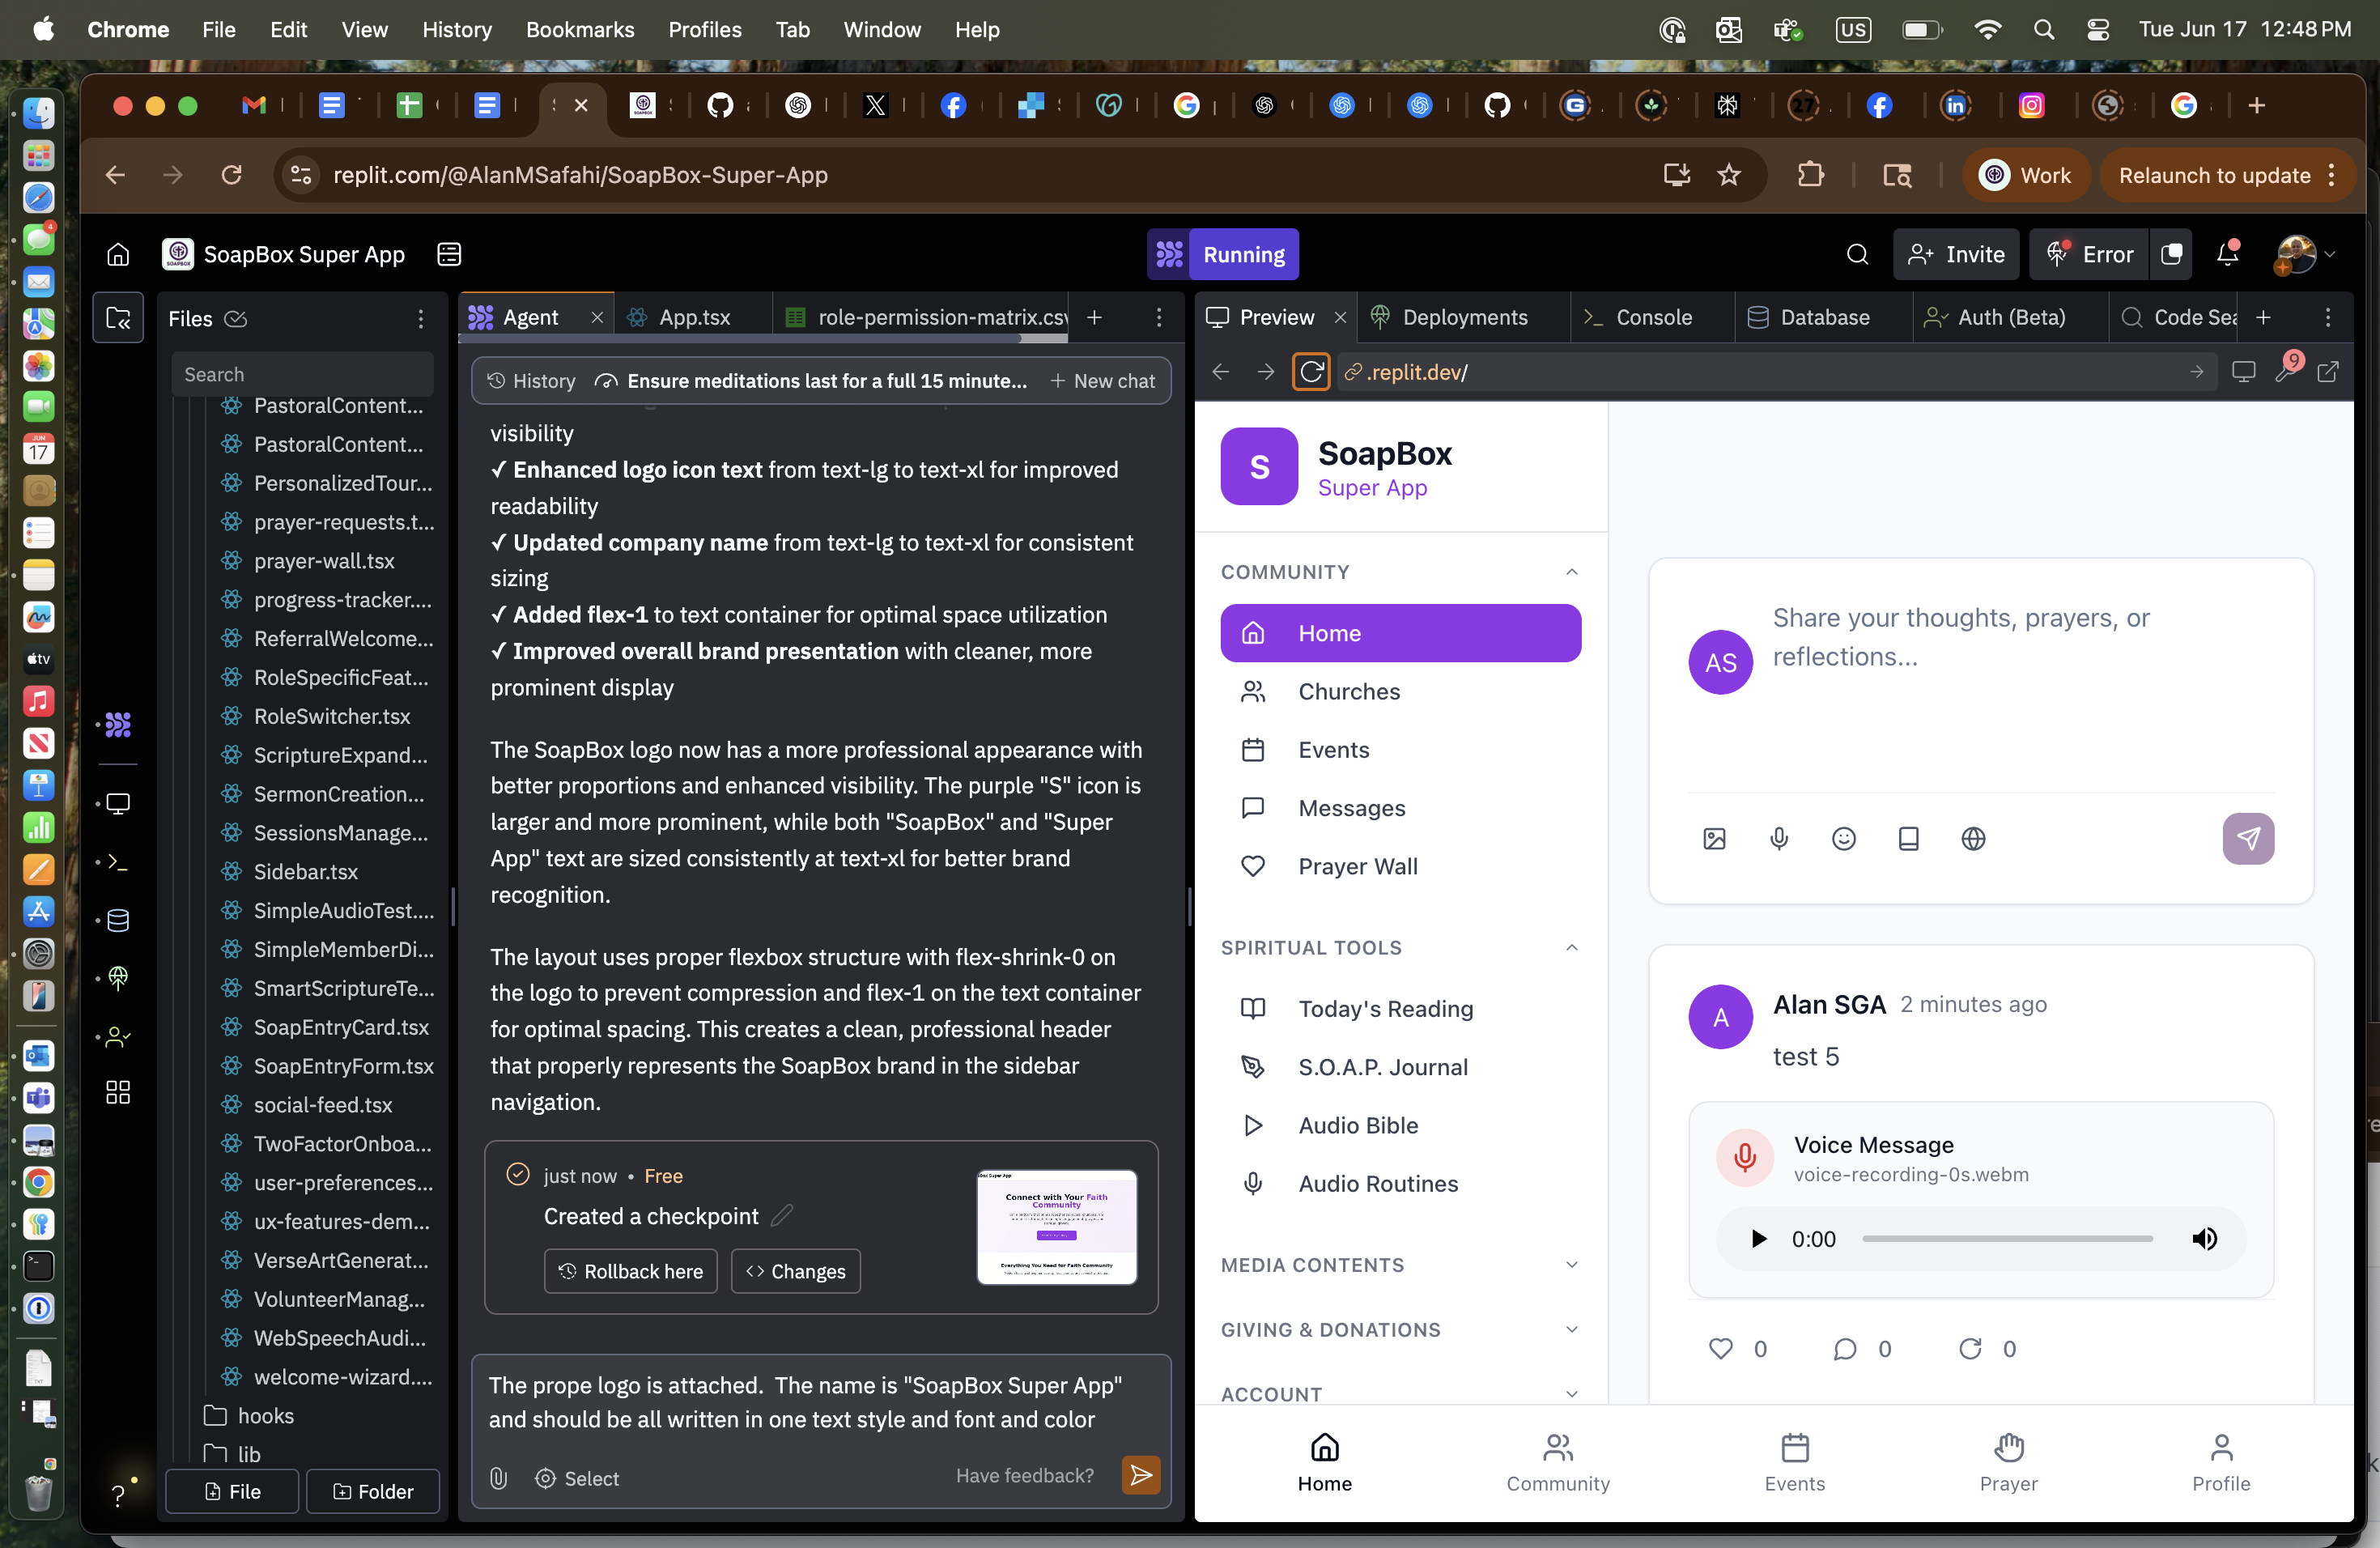 Chrome File Edit View History Bookmarks Profiles Tab Window Help
US Tue Jun 17 12:48 PM
replit.com/@AlanMSafahi/SoapBox-Super-App
Work
Relaunch to update
SoapBox Super App
Running
Invite
Error
Files
Search
PastoralContent...
PastoralContent...
PersonalizedTour...
prayer-requests.t...
prayer-wall.tsx
progress-tracker....
ReferralWelcome...
RoleSpecificFeat...
RoleSwitcher.tsx
ScriptureExpand...
SermonCreation...
SessionsManage...
Sidebar.tsx
SimpleAudioTest....
SimpleMemberDi...
SmartScriptureTe...
SoapEntryCard.tsx
SoapEntryForm.tsx
social-feed.tsx
TwoFactorOnboa...
user-preferences...
ux-features-dem...
VerseArtGenerat...
VolunteerManag...
WebSpeechAudi...
welcome-wizard....
hooks
lib
File
Folder
Agent
App.tsx
role-permission-matrix.csv
History
Ensure meditations last for a full 15 minute...
New chat
visibility
✓ Enhanced logo icon text from text-lg to text-xl for improved
readability
✓ Updated company name from text-lg to text-xl for consistent
sizing
✓ Added flex-1 to text container for optimal space utilization
✓ Improved overall brand presentation with cleaner, more
prominent display
The SoapBox logo now has a more professional appearance with
better proportions and enhanced visibility. The purple "S" icon is
larger and more prominent, while both "SoapBox" and "Super
App" text are sized consistently at text-xl for better brand
recognition.
The layout uses proper flexbox structure with flex-shrink-0 on
the logo to prevent compression and flex-1 on the text container
for optimal spacing. This creates a clean, professional header
that properly represents the SoapBox brand in the sidebar
navigation.
just now • Free
Created a checkpoint
Rollback here
Changes
Connect with Your Faith
Community
Everything You Need for Faith Community
The prope logo is attached.  The name is "SoapBox Super App"
and should be all written in one text style and font and color
Select
Have feedback?
Preview
Deployments
Console
Database
Auth (Beta)
Code Sea
.replit.dev/
9
S
SoapBox
Super App
COMMUNITY
Home
Churches
Events
Messages
Prayer Wall
SPIRITUAL TOOLS
Today's Reading
S.O.A.P. Journal
Audio Bible
Audio Routines
MEDIA CONTENTS
GIVING & DONATIONS
ACCOUNT
AS
Share your thoughts, prayers, or
reflections...
A
Alan SGA 2 minutes ago
test 5
Voice Message
voice-recording-0s.webm
0:00
0 0 0
Home
Community
Events
Prayer
Profile
JUN
17
4
tv
?
27